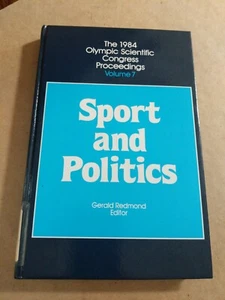 The 1984
Olympic Scientific
Congress
Proceedings
Volume 7
Sport
and
Politics
Gerald Redmond
Editor